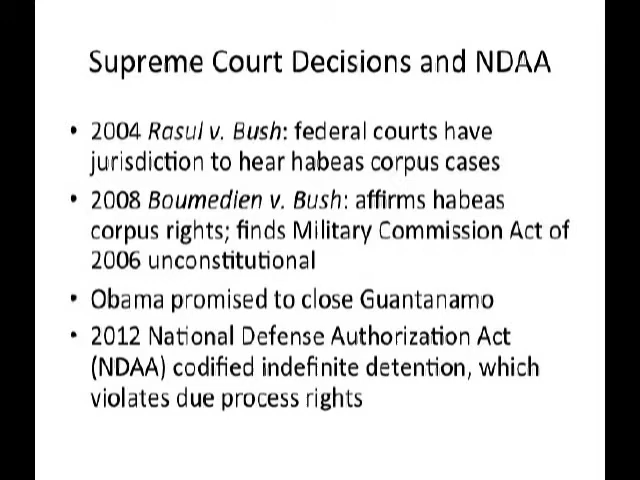 Supreme Court Decisions and NDAA
• 2004 Rasul v. Bush: federal courts have
jurisdiction to hear habeas corpus cases
• 2008 Boumedien v. Bush: affirms habeas
corpus rights; finds Military Commission Act of
2006 unconstitutional
• Obama promised to close Guantanamo
• 2012 National Defense Authorization Act
(NDAA) codified indefinite detention, which
violates due process rights